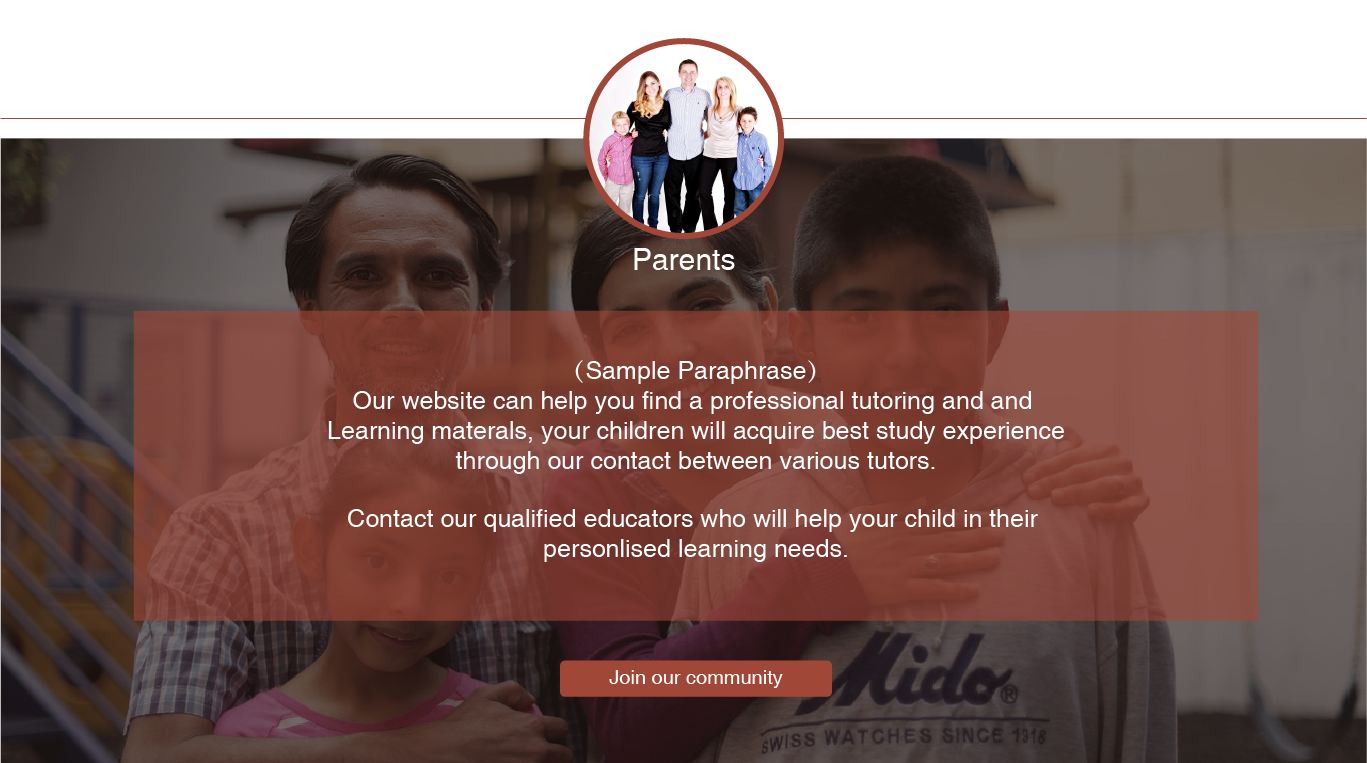 Parents
（Sample Paraphrase）
Our website can help you find a professional tutoring and and
Learning materals, your children will acquire best study experience
through our contact between various tutors.
Contact our qualified educators who will help your child in their
personlised learning needs.
Join our community
Mido®
SWISS WATCHES SINCE 1918